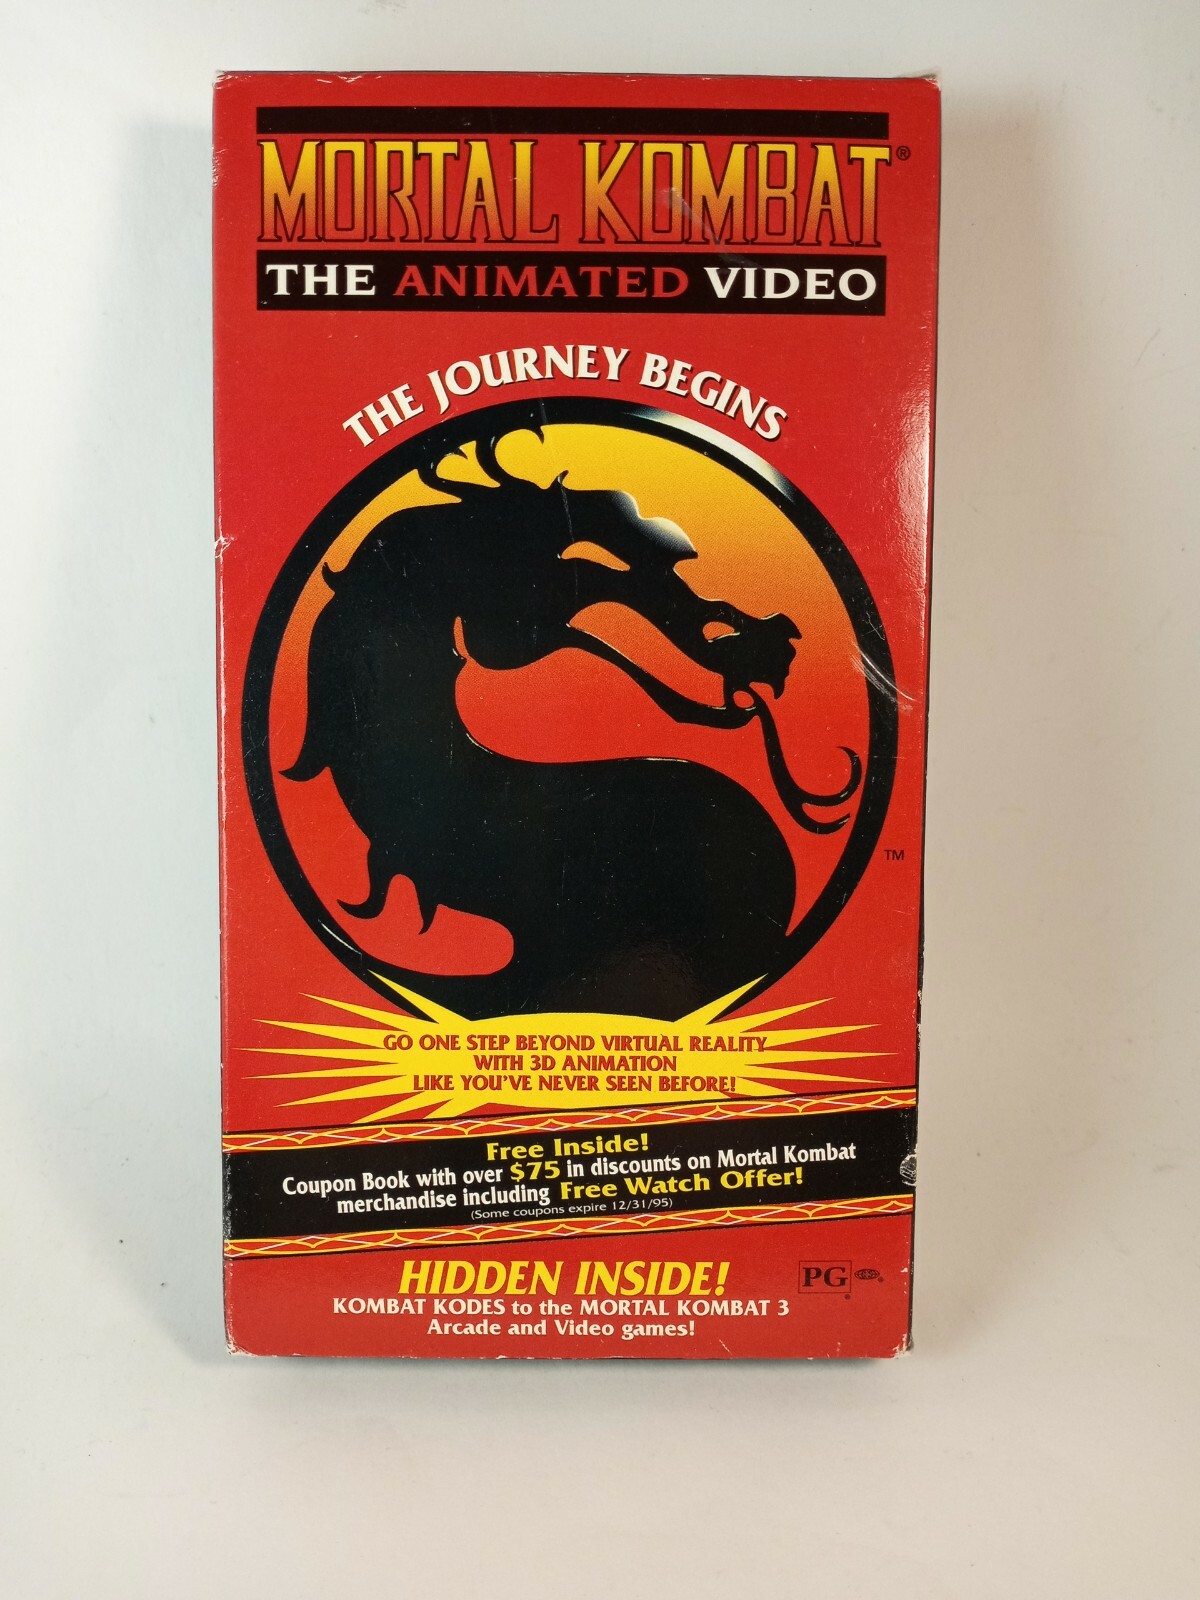 MORTAL KOMBAT®
THE ANIMATED VIDEO
THE JOURNEY BEGINS
TM
GO ONE STEP BEYOND VIRTUAL REALITY
WITH 3D ANIMATION
LIKE YOU'VE NEVER SEEN BEFORE!
Free Inside!
Coupon Book with over $75 in discounts on Mortal Kombat
merchandise including Free Watch Offer!
(Some coupons expire 12/31/95)
HIDDEN INSIDE!
PG ®
KOMBAT KODES to the MORTAL KOMBAT 3
Arcade and Video games!